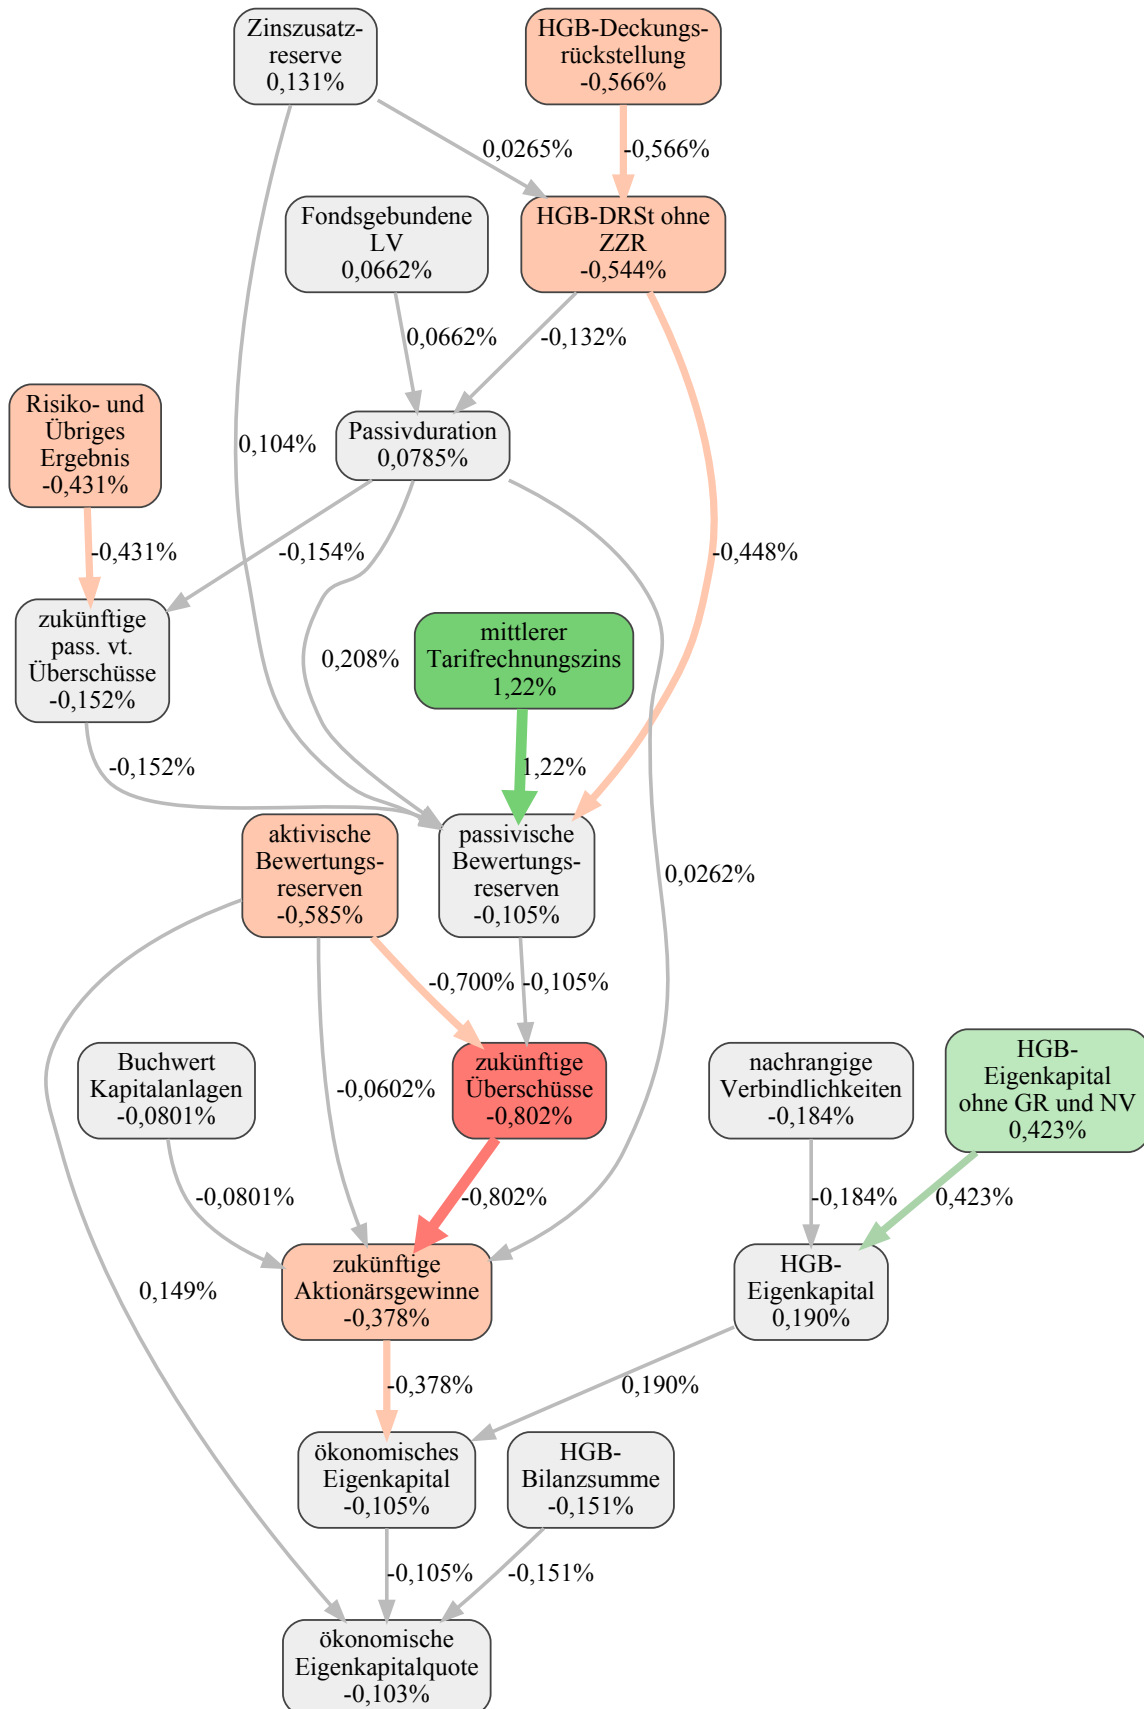 Zinszusatz-
reserve
0,131%
HGB-Deckungs-
rückstellung
-0,566%
0,0265%
-0,566%
Fondsgebundene
LV
0,0662%
HGB-DRSt ohne
ZZR
-0,544%
0,0662%
-0,132%
Risiko- und
Übriges
Ergebnis
-0,431%
0,104%
Passivduration
0,0785%
-0,431%
-0,154%
-0,448%
zukünftige
pass. vt.
Überschüsse
-0,152%
0,208%
mittlerer
Tarifrechnungszins
1,22%
-0,152%
1,22%
aktivische
Bewertungs-
reserven
-0,585%
passivische
Bewertungs-
reserven
-0,105%
0,0262%
-0,700%
-0,105%
Buchwert
Kapitalanlagen
-0,0801%
-0,0602%
zukünftige
Überschüsse
-0,802%
nachrangige
Verbindlichkeiten
-0,184%
HGB-
Eigenkapital
ohne GR und NV
0,423%
-0,0801%
-0,802%
-0,184%
0,423%
0,149%
zukünftige
Aktionärsgewinne
-0,378%
HGB-
Eigenkapital
0,190%
-0,378%
0,190%
ökonomisches
Eigenkapital
-0,105%
HGB-
Bilanzsumme
-0,151%
-0,105%
-0,151%
ökonomische
Eigenkapitalquote
-0,103%